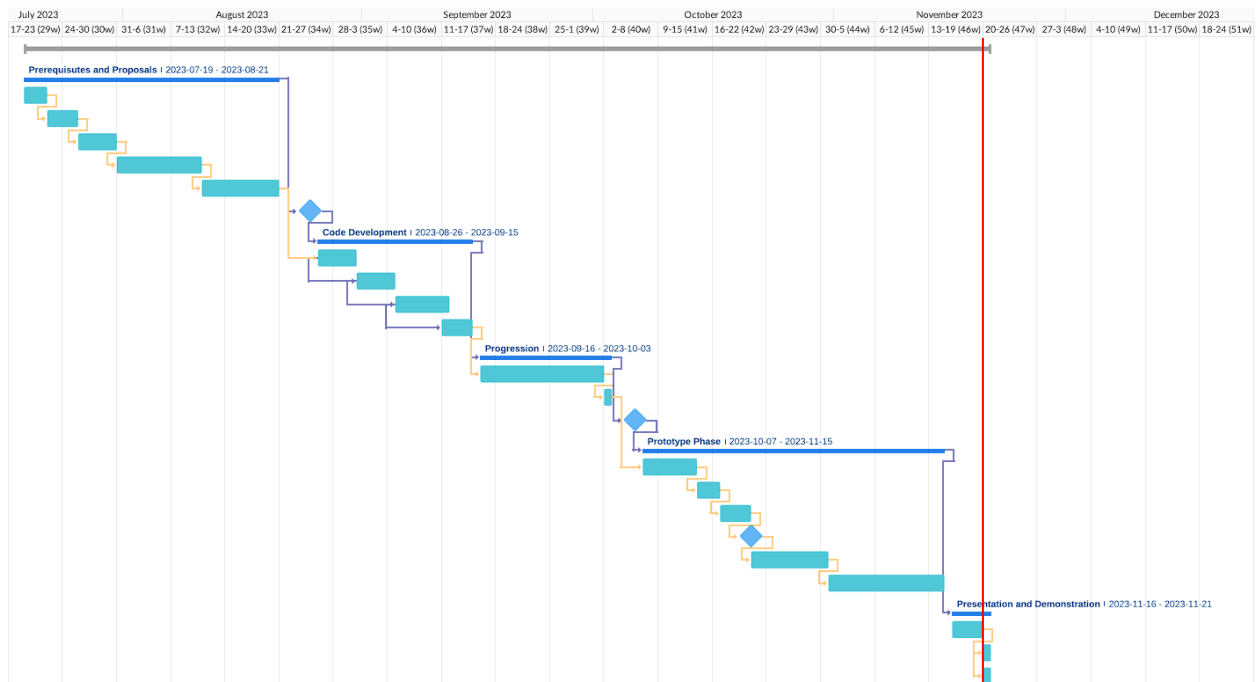 July 2023 August 2023 September 2023 October 2023 November 2023 December 2023
17-23 (29w) 24-30 (30w) 31-6 (31w) 7-13 (32w) 14-20 (33w) 21-27 (34w) 28-3 (35w) 4-10 (36w) 11-17 (37w) 18-24 (38w) 25-1 (39w) 2-8 (40w) 9-15 (41w) 16-22 (42w) 23-29 (43w) 30-5 (44w) 6-12 (45w) 13-19 (46w) 20-26 (47w) 27-3 (48w) 4-10 (49w) 11-17 (50w) 18-24 (51w)
Prerequisutes and Proposals I 2023-07-19 - 2023-08-21
Code Development I 2023-08-26 - 2023-09-15
Progression I 2023-09-16 - 2023-10-03
Prototype Phase I 2023-10-07 - 2023-11-15
Presentation and Demonstration I 2023-11-16 - 2023-11-21